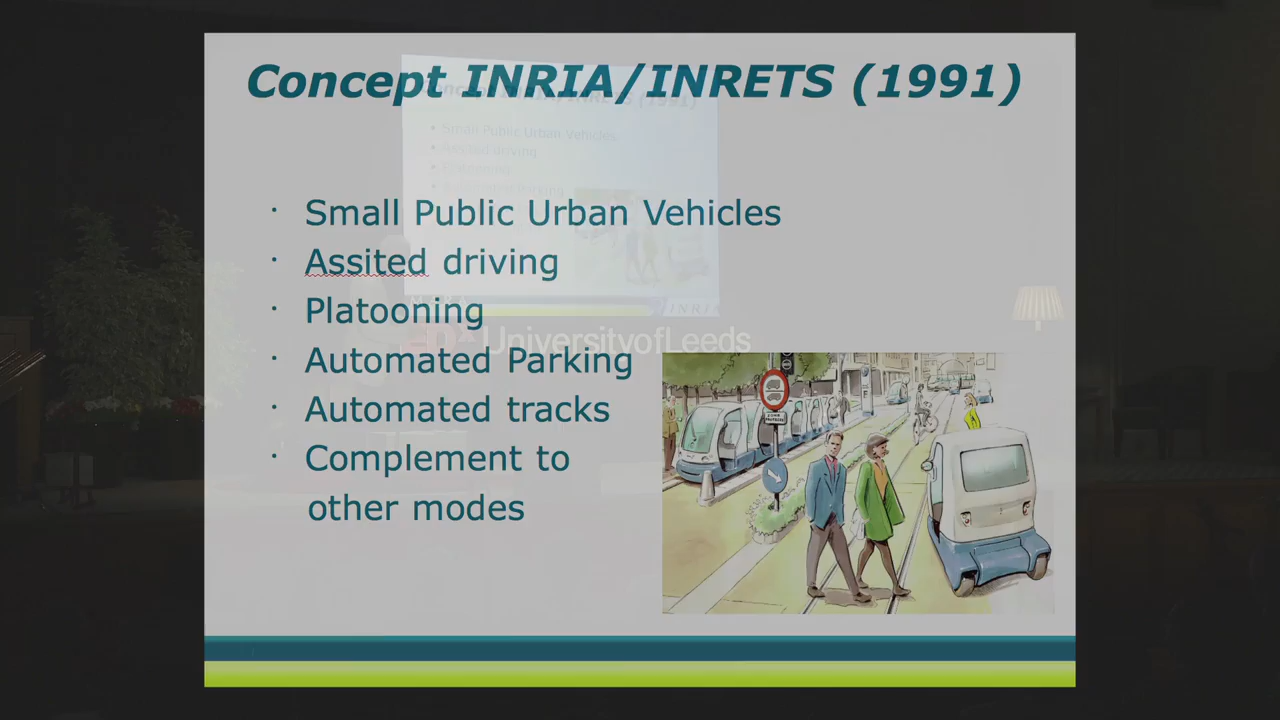 Concept INRIA/INRETS (1991)
· Small Public Urban Vehicles
· Assited driving
· Platooning
· Automated Parking
· Automated tracks
· Complement to
other modes
UniversityofLeeds
INRIA